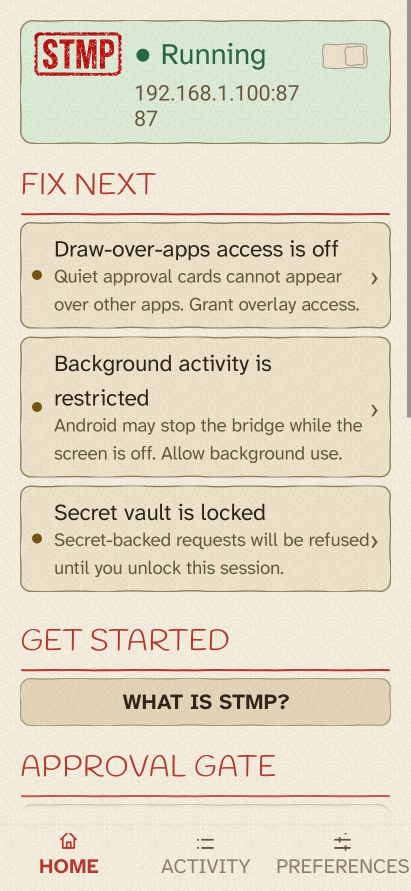 STMP
● Running
192.168.1.100:87
87
FIX NEXT
Draw-over-apps access is off
Quiet approval cards cannot appear
over other apps. Grant overlay access.
Background activity is
restricted
Android may stop the bridge while the
screen is off. Allow background use.
Secret vault is locked
Secret-backed requests will be refused
until you unlock this session.
GET STARTED
WHAT IS STMP?
APPROVAL GATE
HOME
ACTIVITY
PREFERENCES